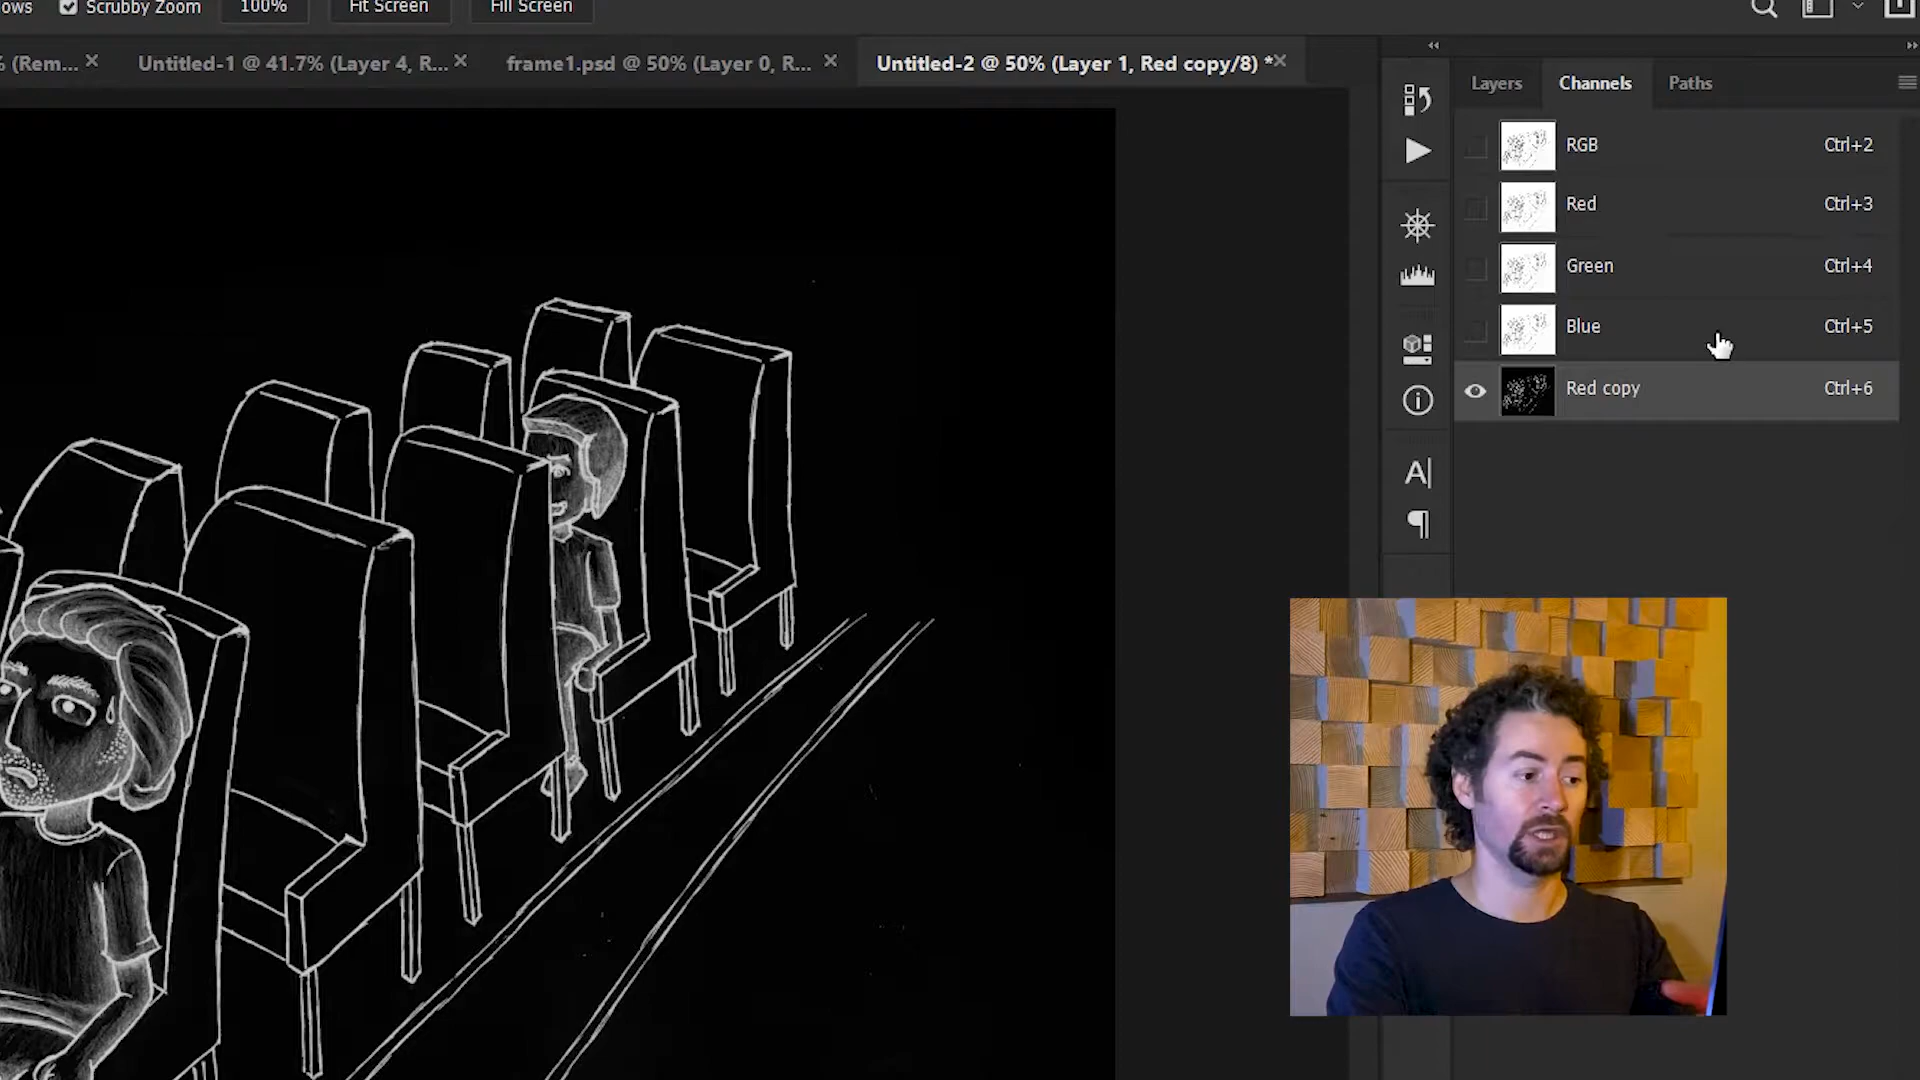 ows Scrubby Zoom 100% Fit Screen Fill Screen
% (Rem... Untitled-1 @ 41.7% (Layer 4, R... frame1.psd @ 50% (Layer 0, R... Untitled-2 @ 50% (Layer 1, Red copy/8) *
Layers Channels Paths
RGB Ctrl+2
Red Ctrl+3
Green Ctrl+4
Blue Ctrl+5
Red copy Ctrl+6